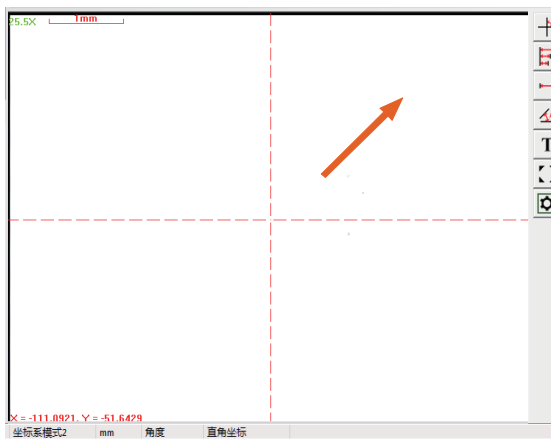 25.5X 1mm
T
X = -111.0921, Y = -51.6429
坐标系模式2 mm 角度 直角坐标